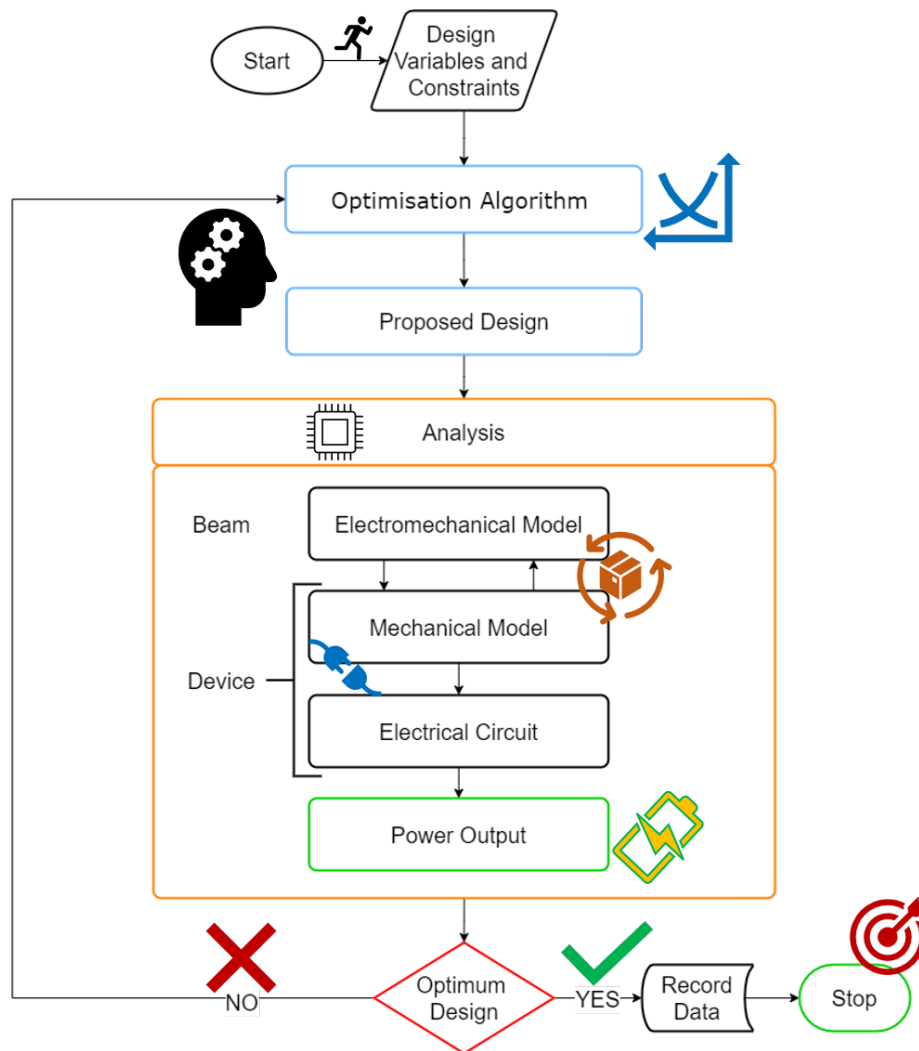 Start
Design
Variables and
Constraints
Optimisation Algorithm
Proposed Design
Analysis
Beam
Electromechanical Model
Mechanical Model
Device
Electrical Circuit
Power Output
NO
Optimum
Design
YES
Record
Data
Stop